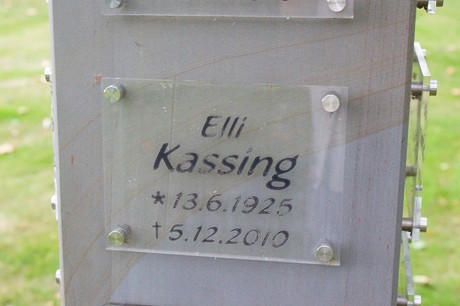 Elli
Kassing
* 13.6.1925
† 5.12.2010